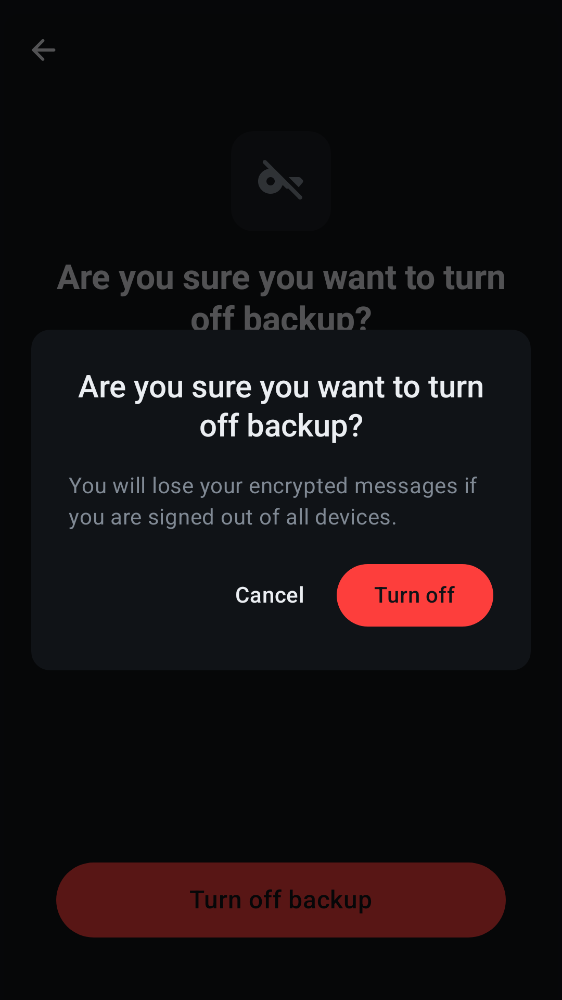 Are you sure you want to turn
off backup?
Are you sure you want to turn
off backup?
You will lose your encrypted messages if
you are signed out of all devices.
Cancel
Turn off
Turn off backup